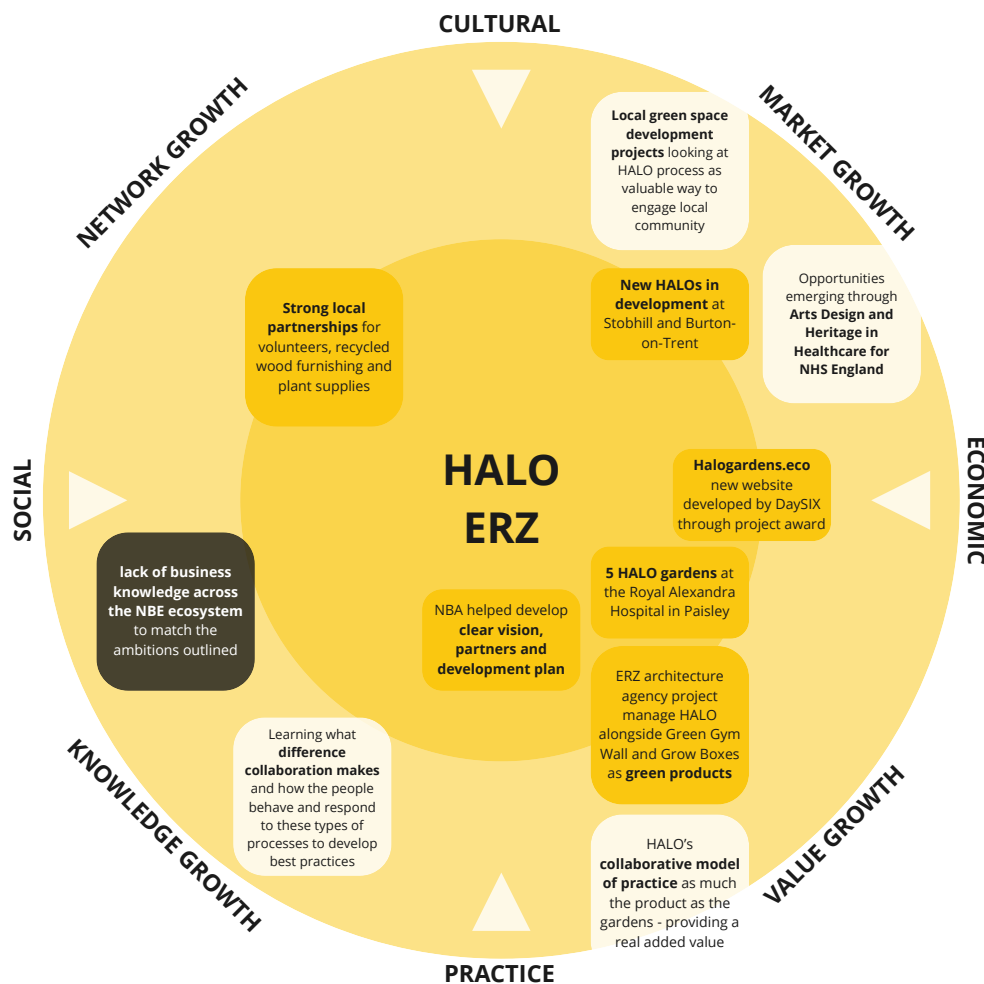 CULTURAL
NETWORK GROWTH
MARKET GROWTH
Local green space
development
projects looking at
HALO process as
valuable way to
engage local
community
Strong local
partnerships for
volunteers, recycled
wood furnishing and
plant supplies
New HALOs in
development at
Stobhill and Burton-
on-Trent
Opportunities
emerging through
Arts Design and
Heritage in
Healthcare for
NHS England
SOCIAL
HALO
ERZ
Halogardens.eco
new website
developed by DaySIX
through project award
ECONOMIC
lack of business
knowledge across
the NBE ecosystem
to match the
ambitions outlined
NBA helped develop
clear vision,
partners and
development plan
5 HALO gardens at
the Royal Alexandra
Hospital in Paisley
ERZ architecture
agency project
manage HALO
alongside Green Gym
Wall and Grow Boxes
as green products
Learning what
difference
collaboration makes
and how the people
behave and respond
to these types of
processes to develop
best practices
HALO’s
collaborative model
of practice as much
the product as the
gardens - providing a
real added value
KNOWLEDGE GROWTH
VALUE GROWTH
PRACTICE